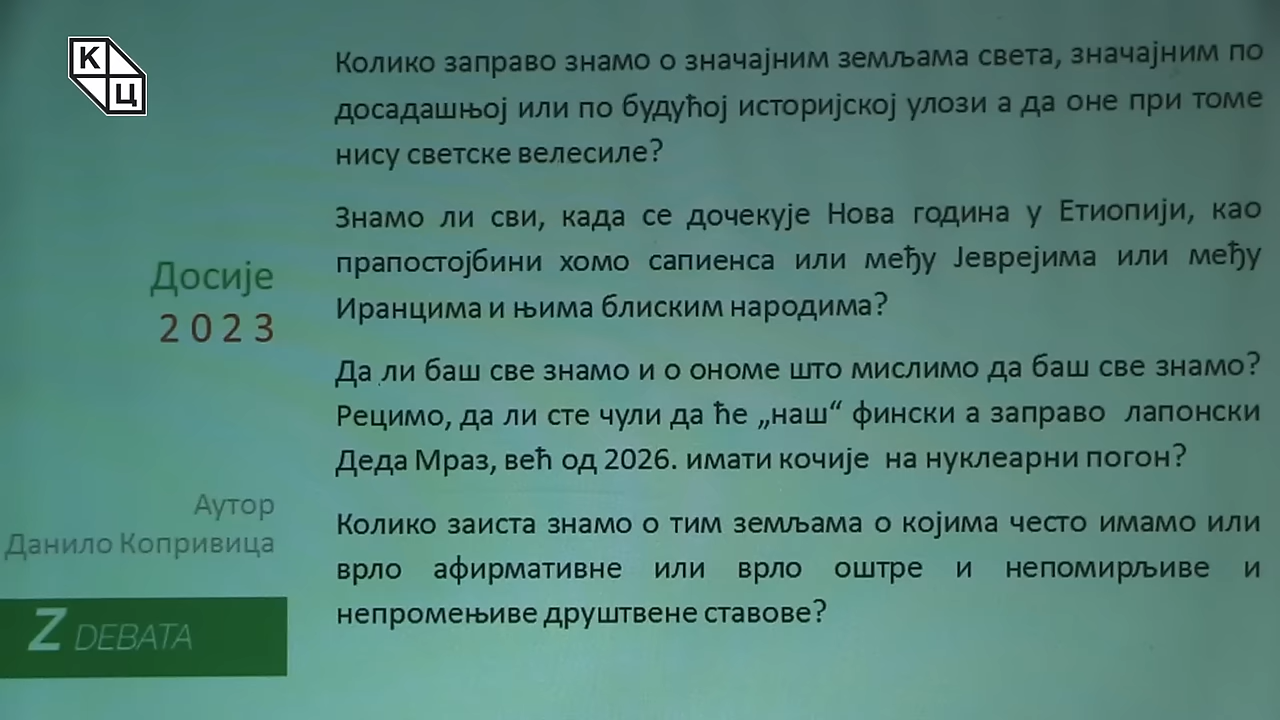 К
Ц
Колико заправо знамо о значајним земљама света, значајним по
досадашњој или по будућој историјској улози а да оне при томе
нису светске велесиле?
Знамо ли сви, када се дочекује Нова година у Етиопији, као
прапостојбини хомо сапиенса или међу Јеврејима или међу
Иранцима и њима блиским народима?
Да ли баш све знамо и о ономе што мислимо да баш све знамо?
Рецимо, да ли сте чули да ће „наш“ фински а заправо лапонски
Деда Мраз, већ од 2026. имати кочије на нуклеарни погон?
Колико заиста знамо о тим земљама о којима често имамо или
врло афирмативне или врло оштре и непомирљиве и
непромењиве друштвене ставове?
Досије
2023
Аутор
Данило Копривица
Z DEBATA